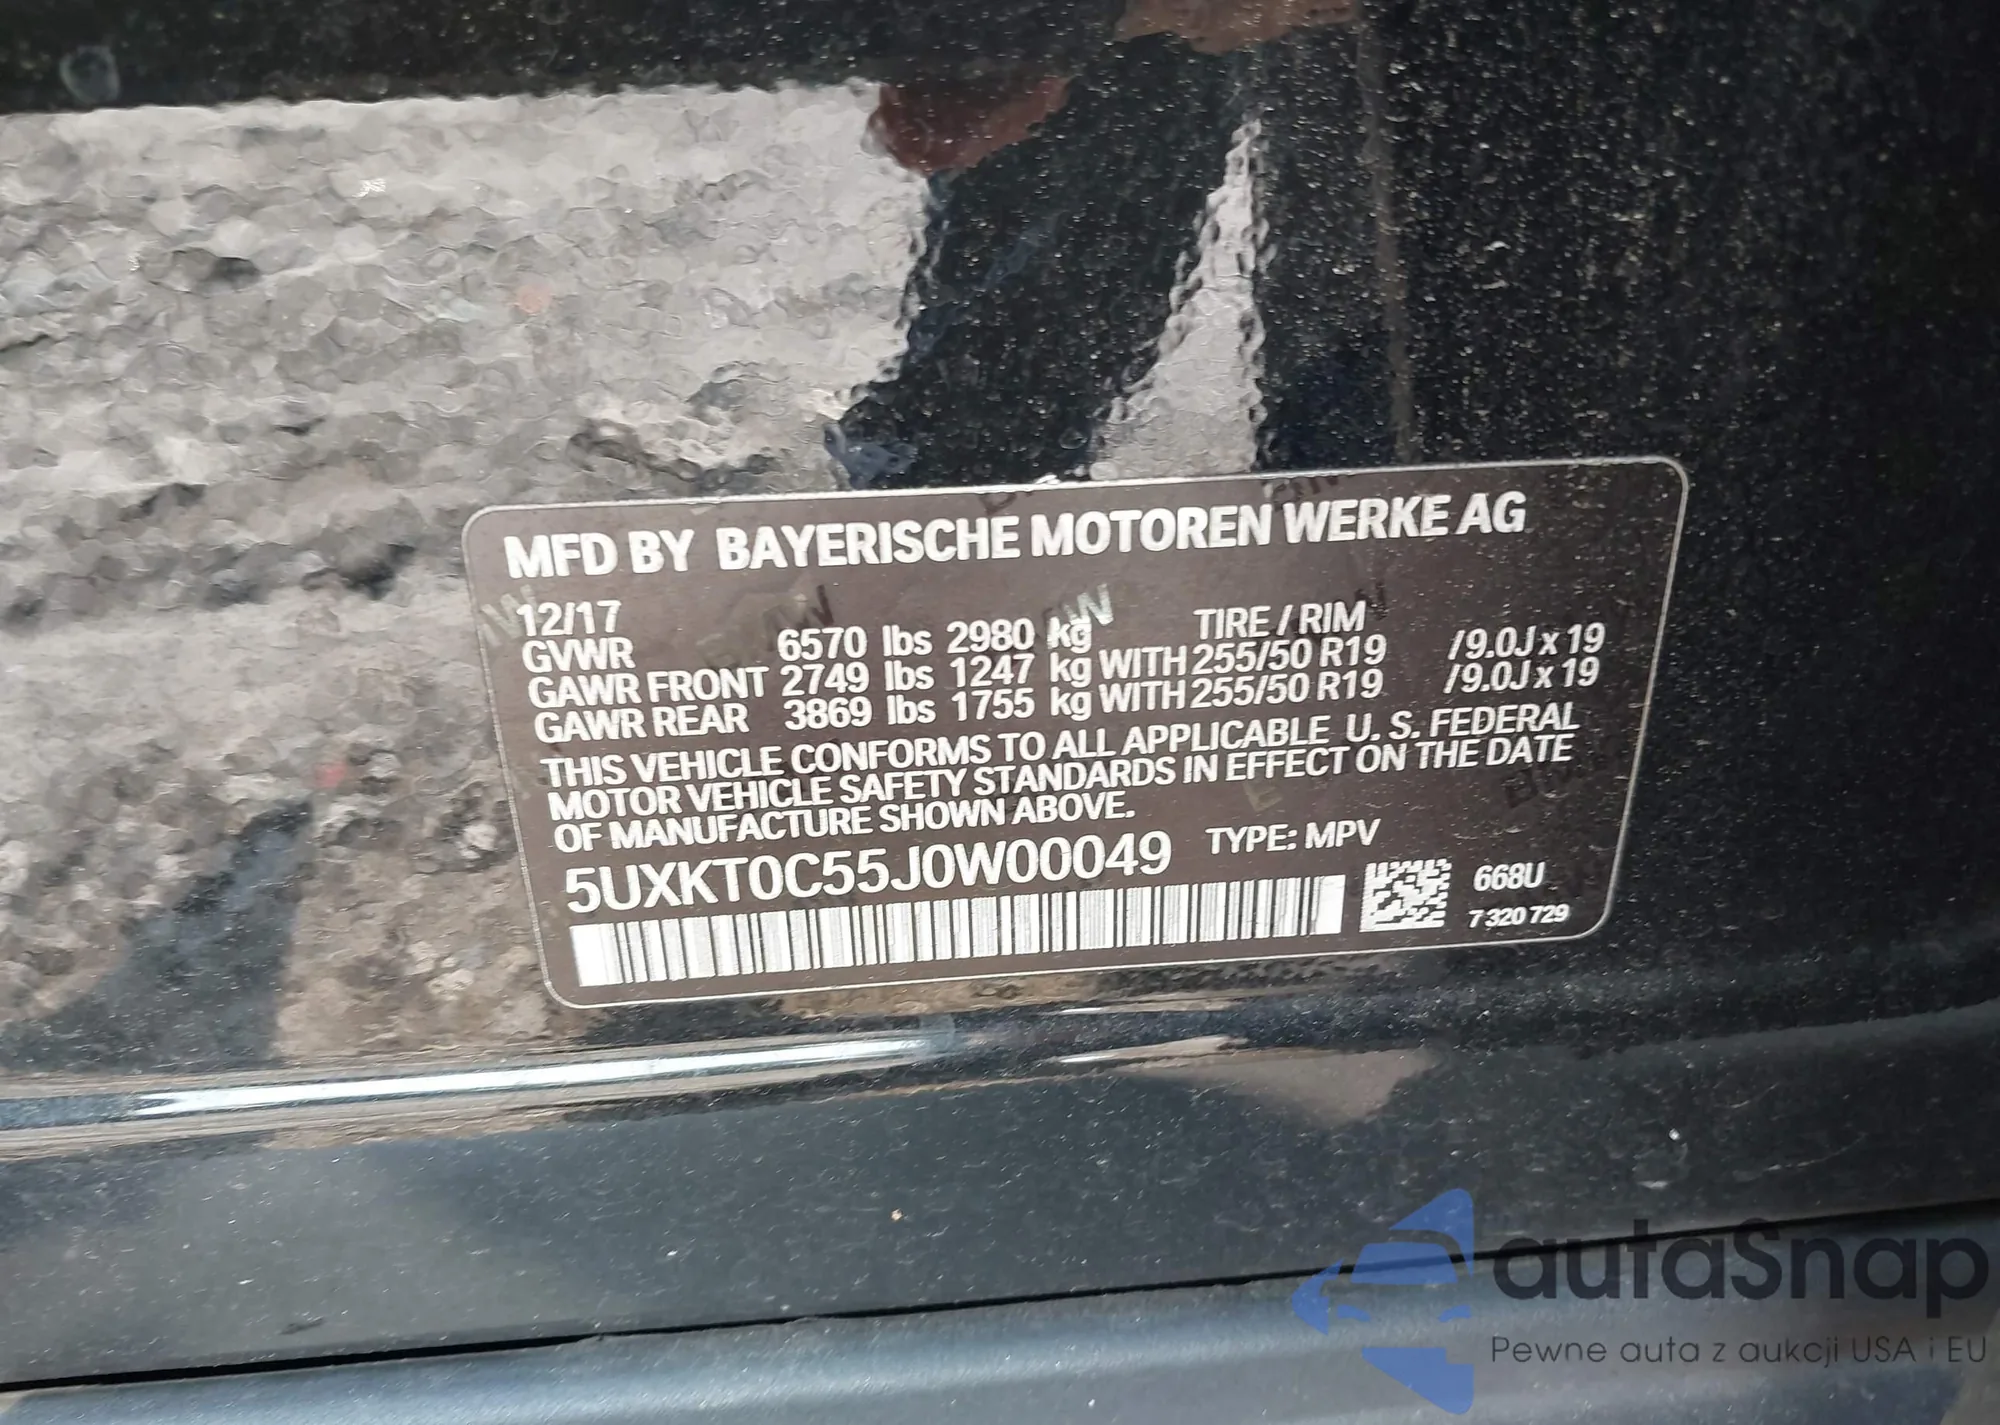 MFD BY BAYERISCHE MOTOREN WERKE AG
12/17 TIRE / RIM
GVWR 6570 lbs 2980 kg
GAWR FRONT 2749 lbs 1247 kg WITH 255/50 R19 /9.0J x 19
GAWR REAR 3869 lbs 1755 kg WITH 255/50 R19 /9.0J x 19
THIS VEHICLE CONFORMS TO ALL APPLICABLE U. S. FEDERAL
MOTOR VEHICLE SAFETY STANDARDS IN EFFECT ON THE DATE
OF MANUFACTURE SHOWN ABOVE.
5UXKT0C55J0W00049 TYPE: MPV
668U
7 320 729
autaSnap
Pewne auta z aukcji USA i EU